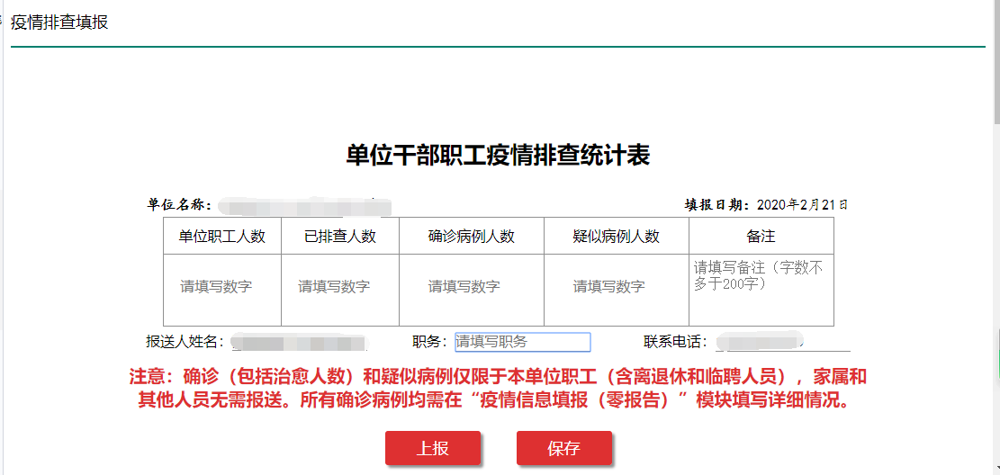 疫情排查填报
单位干部职工疫情排查统计表
单位名称： 填报日期：2020年2月21日
单位职工人数 已排查人数 确诊病例人数 疑似病例人数 备注
请填写数字 请填写数字 请填写数字 请填写数字 请填写备注（字数不
多于200字）
报送人姓名： 职务：请填写职务 联系电话：
注意：确诊（包括治愈人数）和疑似病例仅限于本单位职工（含离退休和临聘人员），家属和
其他人员无需报送。所有确诊病例均需在“疫情信息填报（零报告）”模块填写详细情况。
上报 保存